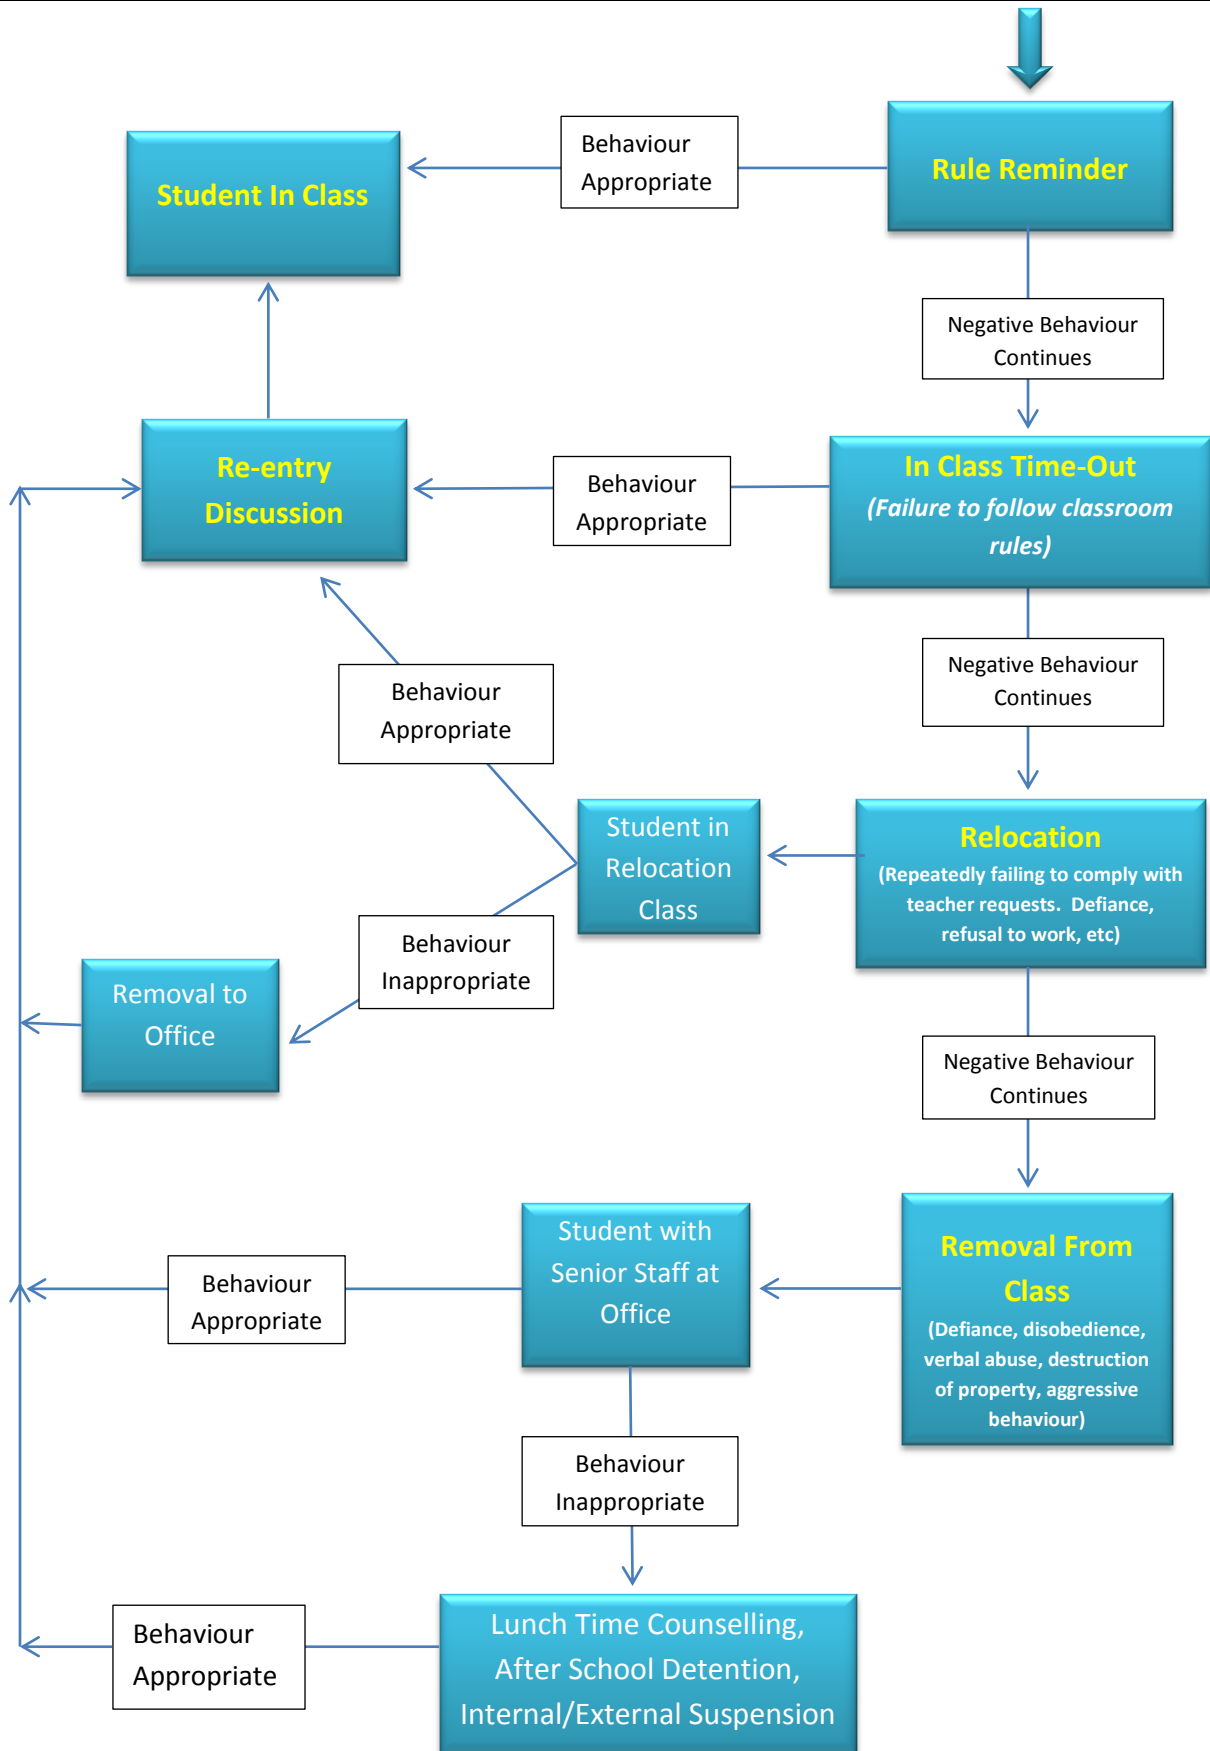 Behaviour
Appropriate
Rule Reminder
Student In Class
Negative Behaviour
Continues
Re-entry
Discussion
Behaviour
Appropriate
In Class Time-Out
(Failure to follow classroom
rules)
Negative Behaviour
Continues
Behaviour
Appropriate
Student in
Relocation
Class
Relocation
(Repeatedly failing to comply with
teacher requests.  Defiance,
refusal to work, etc)
Behaviour
Inappropriate
Removal to
Office
Negative Behaviour
Continues
Student with
Senior Staff at
Office
Removal From
Class
(Defiance, disobedience,
verbal abuse, destruction
of property, aggressive
behaviour)
Behaviour
Appropriate
Behaviour
Inappropriate
Behaviour
Appropriate
Lunch Time Counselling,
After School Detention,
Internal/External Suspension